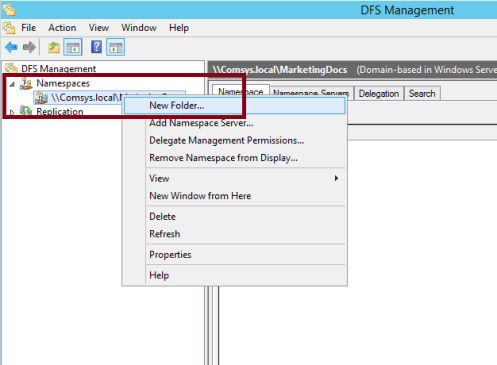 DFS Management
File Action View Window Help
DFS Management
\\Comsys.local\MarketingDocs (Domain-based in Windows Serve
Namespaces
\\Comsys.local\
Namespace Namespace Servers Delegation Search
Replication
New Folder...
Add Namespace Server...
Delegate Management Permissions...
Remove Namespace from Display...
View
New Window from Here
Delete
Refresh
Properties
Help